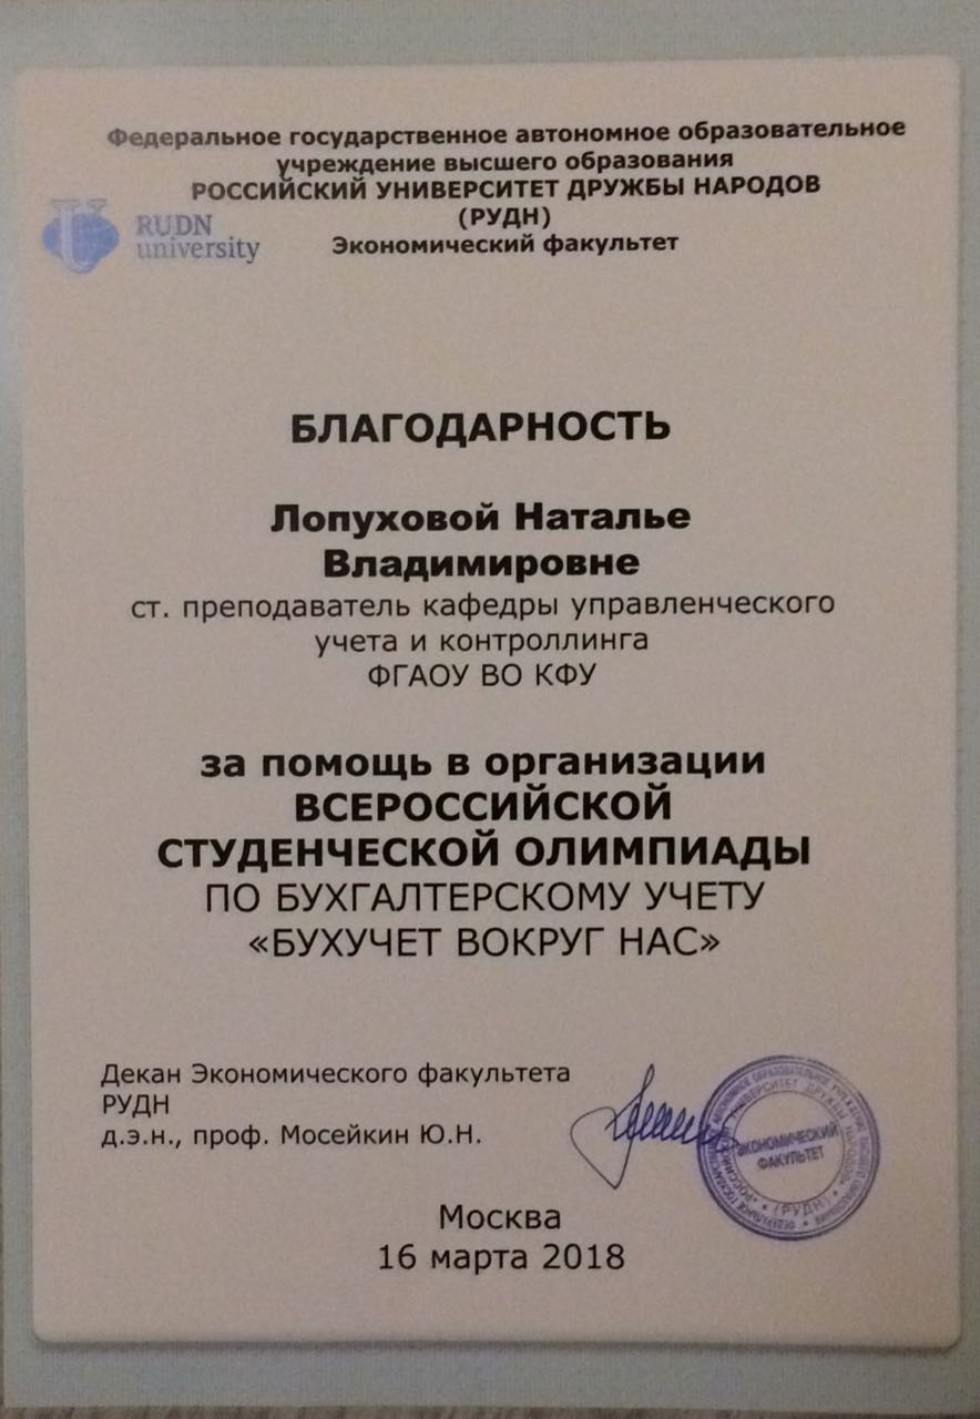 Федеральное государственное автономное образовательное
учреждение высшего образования
РОССИЙСКИЙ УНИВЕРСИТЕТ ДРУЖБЫ НАРОДОВ
(РУДН)
Экономический факультет
RUDN
university
БЛАГОДАРНОСТЬ
Лопуховой Наталье
Владимировне
ст. преподаватель кафедры управленческого
учета и контроллинга
ФГАОУ ВО КФУ
за помощь в организации
ВСЕРОССИЙСКОЙ
СТУДЕНЧЕСКОЙ ОЛИМПИАДЫ
ПО БУХГАЛТЕРСКОМУ УЧЕТУ
«БУХУЧЕТ ВОКРУГ НАС»
Декан Экономического факультета
РУДН
д.э.н., проф. Мосейкин Ю.Н.
ЭКОНОМИЧЕСКИЙ
ФАКУЛЬТЕТ
(РУДН)
Москва
16 марта 2018